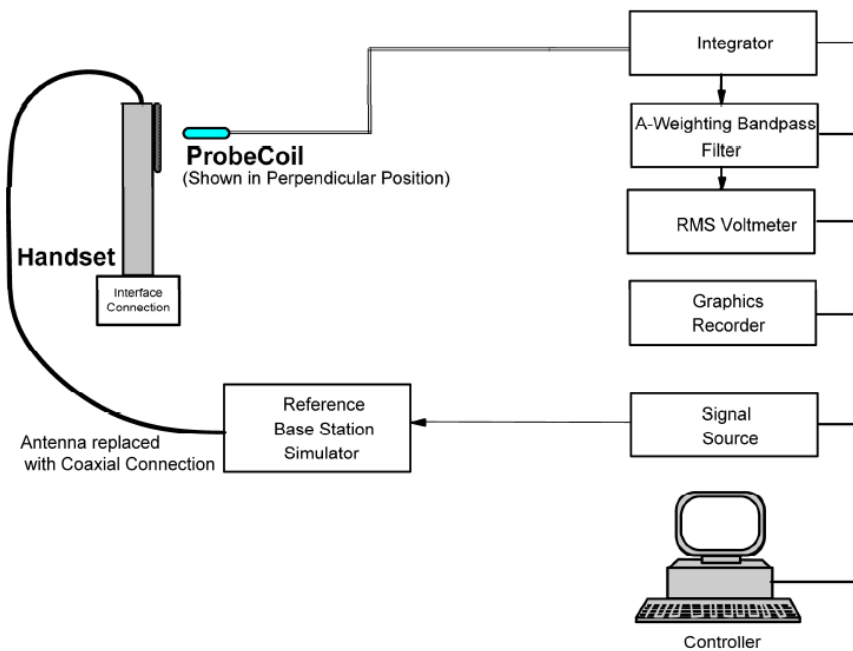 Integrator
A-Weighting Bandpass
Filter
ProbeCoil
(Shown in Perpendicular Position)
RMS Voltmeter
Handset
Interface
Connection
Graphics
Recorder
Reference
Base Station
Simulator
Signal
Source
Antenna replaced
with Coaxial Connection
Controller